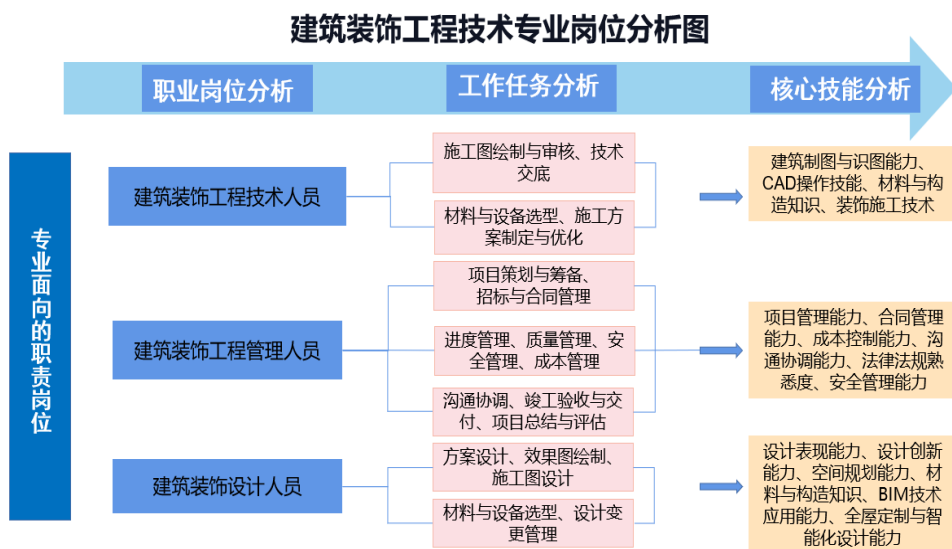 建筑装饰工程技术专业岗位分析图
职业岗位分析
工作任务分析
核心技能分析
专业面向的职责岗位
建筑装饰工程技术人员
施工图绘制与审核、技术
交底
材料与设备选型、施工方
案制定与优化
建筑制图与识图能力、
CAD操作技能、材料与构
造知识、装饰施工技术
建筑装饰工程管理人员
项目策划与筹备、
招标与合同管理
进度管理、质量管理、安
全管理、成本管理
沟通协调、竣工验收与交
付、项目总结与评估
项目管理能力、合同管理
能力、成本控制能力、沟
通协调能力、法律法规熟
悉度、安全管理能力
建筑装饰设计人员
方案设计、效果图绘制、
施工图设计
材料与设备选型、设计变
更管理
设计表现能力、设计创新
能力、空间规划能力、材
料与构造知识、BIM技术
应用能力、全屋定制与智
能化设计能力